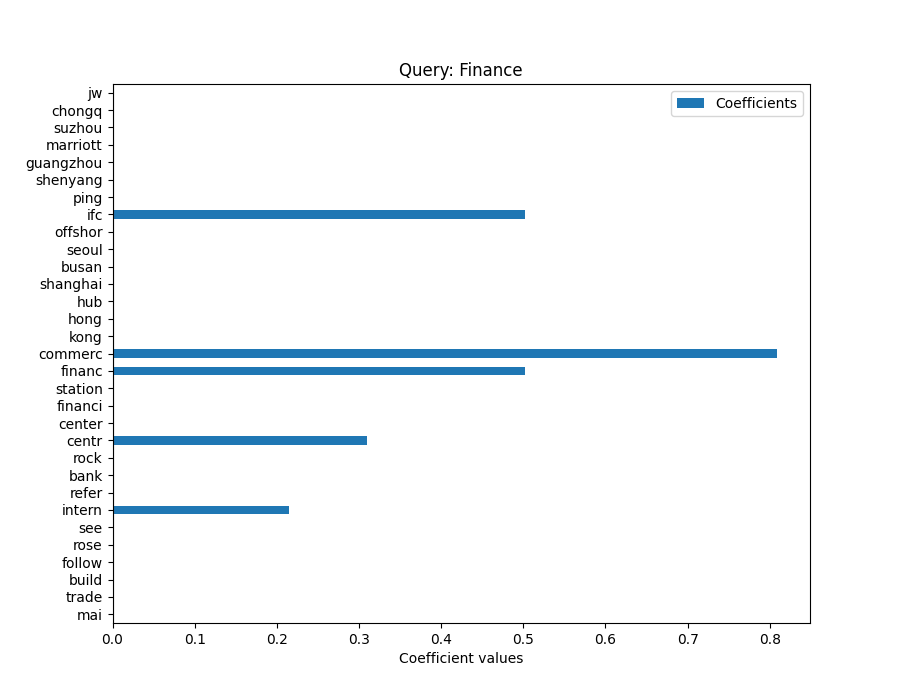 Query: Finance
Coefficients
jw
chongq
suzhou
marriott
guangzhou
shenyang
ping
ifc
offshor
seoul
busan
shanghai
hub
hong
kong
commerc
financ
station
financi
center
centr
rock
bank
refer
intern
see
rose
follow
build
trade
mai
0.0 0.1 0.2 0.3 0.4 0.5 0.6 0.7 0.8
Coefficient values